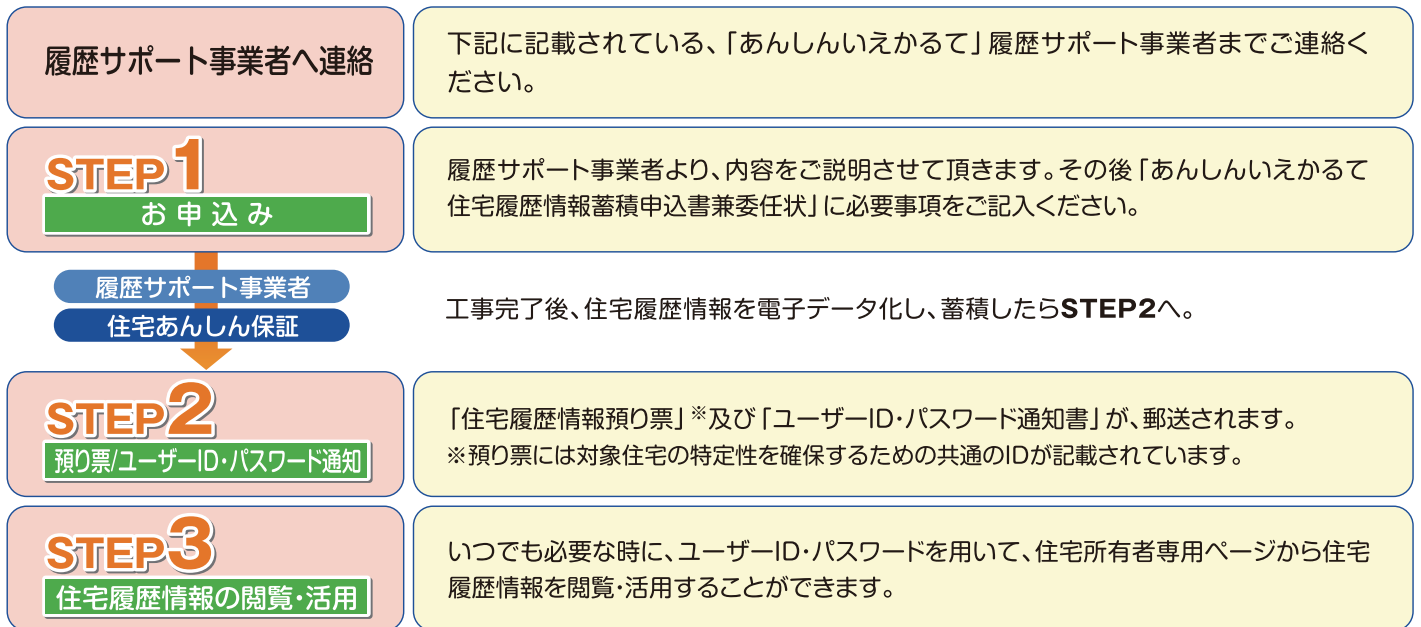 履歴サポート事業者へ連絡
下記に記載されている、「あんしんいえかるて」履歴サポート事業者までご連絡く
ださい。
STEP1
お申込み
履歴サポート事業者より、内容をご説明させて頂きます。その後「あんしんいえかるて
住宅履歴情報蓄積申込書兼委任状」に必要事項をご記入ください。
履歴サポート事業者
住宅あんしん保証
工事完了後、住宅履歴情報を電子データ化し、蓄積したらSTEP2へ。
STEP2
預り票/ユーザーID・パスワード通知
「住宅履歴情報預り票」※及び「ユーザーID・パスワード通知書」が、郵送されます。
※預り票には対象住宅の特定性を確保するための共通のIDが記載されています。
STEP3
住宅履歴情報の閲覧・活用
いつでも必要な時に、ユーザーID・パスワードを用いて、住宅所有者専用ページから住宅
履歴情報を閲覧・活用することができます。